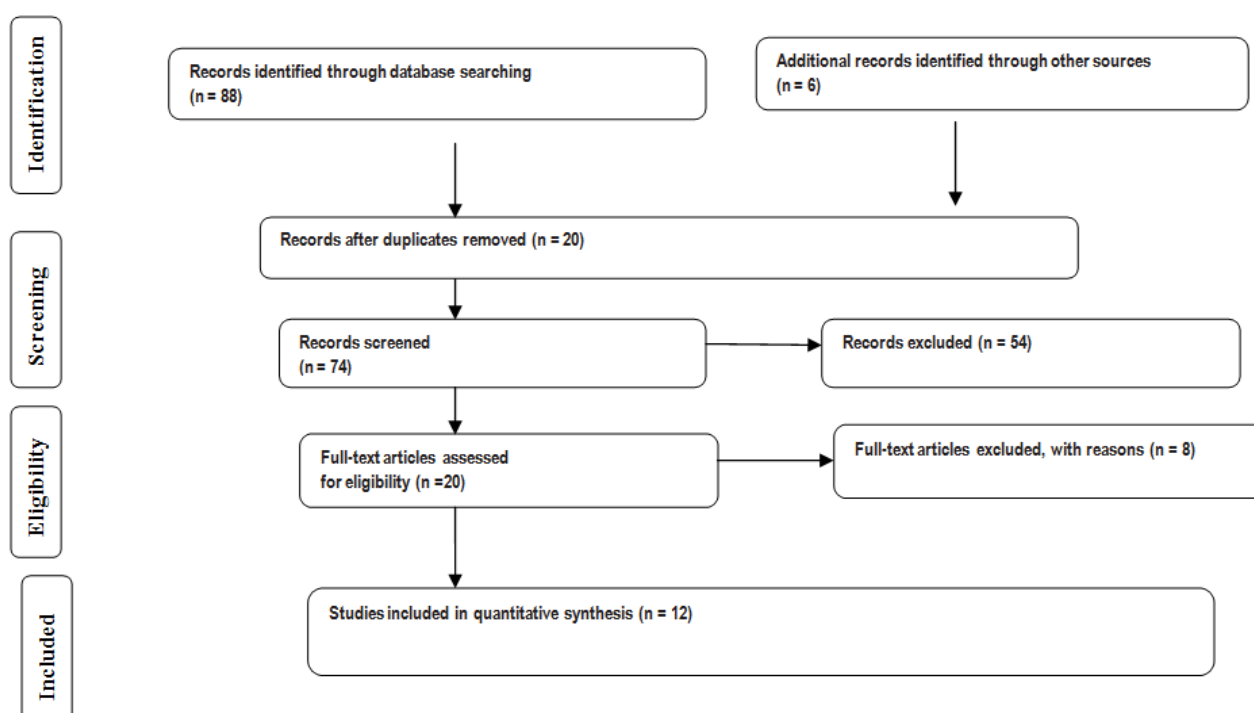 Identification
Records identified through database searching
(n = 88)
Additional records identified through other sources
(n = 6)
Screening
Records after duplicates removed (n = 20)
Records screened
(n = 74)
Records excluded (n = 54)
Eligibility
Full-text articles assessed
for eligibility (n =20)
Full-text articles excluded, with reasons (n = 8)
Included
Studies included in quantitative synthesis (n = 12)